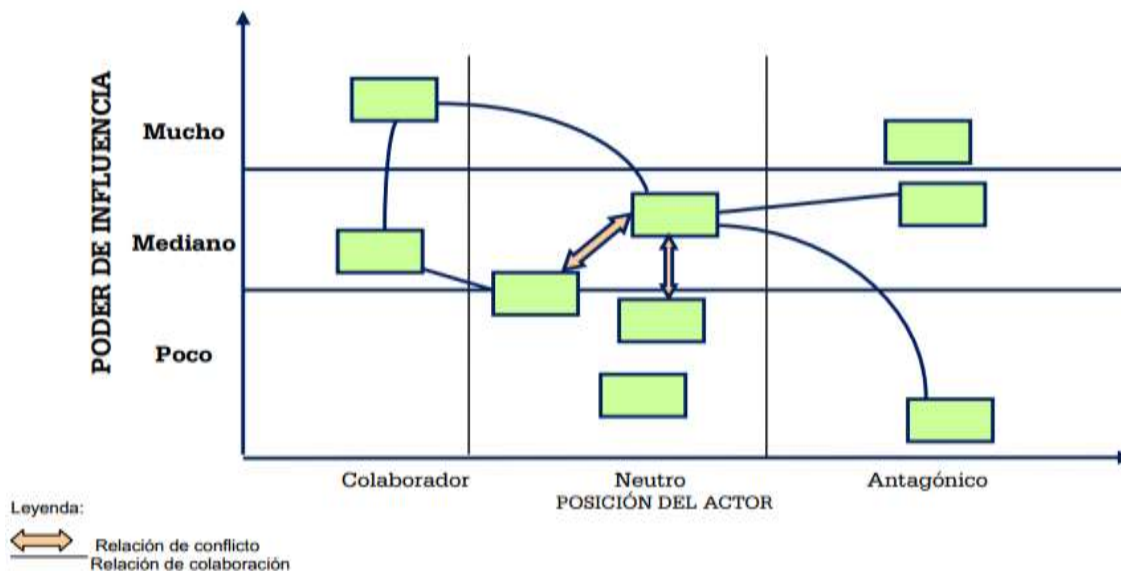 PODER DE INFLUENCIA
Mucho
Mediano
Poco
Colaborador Neutro Antagónico
POSICIÓN DEL ACTOR
Leyenda:
Relación de conflicto
Relación de colaboración